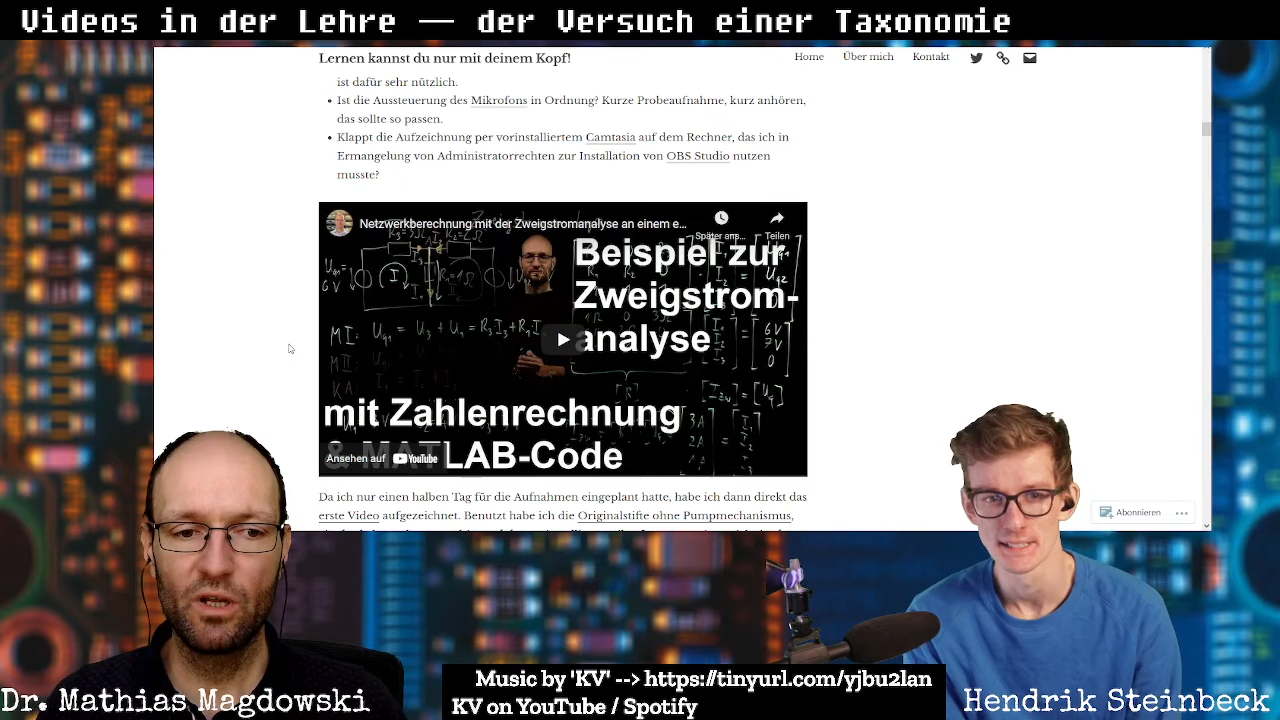 Videos in der Lehre — der Versuch einer Taxonomie
Lernen kannst du nur mit deinem Kopf!
Home Über mich Kontakt
ist dafür sehr nützlich.
• Ist die Aussteuerung des Mikrofons in Ordnung? Kurze Probeaufnahme, kurz anhören,
das sollte so passen.
• Klappt die Aufzeichnung per vorinstalliertem Camtasia auf dem Rechner, das ich in
Ermangelung von Administratorrechten zur Installation von OBS Studio nutzen
musste?
Netzwerkberechnung mit der Zweigstromanalyse an einem e...
Später ans...
Teilen
Beispiel zur
Zweigstrom-
analyse
mit Zahlenrechnung
& MATLAB-Code
Ansehen auf YouTube
Da ich nur einen halben Tag für die Aufnahmen eingeplant hatte, habe ich dann direkt das
erste Video aufgezeichnet. Benutzt habe ich die Originalstifte ohne Pumpmechanismus,
Abonnieren
Music by 'KV' --> https://tinyurl.com/yjbu2lan
KV on YouTube / Spotify
Dr. Mathias Magdowski
Hendrik Steinbeck